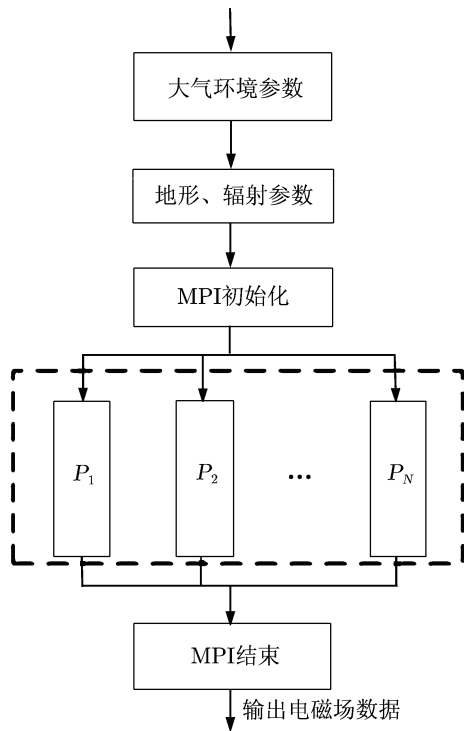 大气环境参数
地形、辐射参数
MPI初始化
P₁ P₂ ... P_N
MPI结束
输出电磁场数据